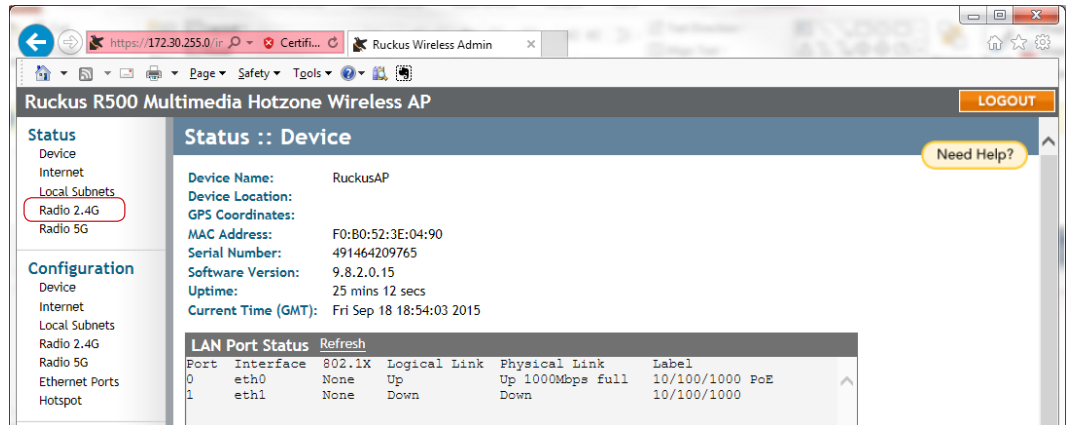 https://172.30.255.0/ir
Certifi...
Ruckus Wireless Admin
Page Safety Tools
Ruckus R500 Multimedia Hotzone Wireless AP
LOGOUT
Status
Device
Internet
Local Subnets
Radio 2.4G
Radio 5G
Configuration
Device
Internet
Local Subnets
Radio 2.4G
Radio 5G
Ethernet Ports
Hotspot
Status :: Device
Need Help?
Device Name: RuckusAP
Device Location:
GPS Coordinates:
MAC Address: F0:B0:52:3E:04:90
Serial Number: 491464209765
Software Version: 9.8.2.0.15
Uptime: 25 mins 12 secs
Current Time (GMT): Fri Sep 18 18:54:03 2015
LAN Port Status Refresh
Port Interface 802.1X Logical Link Physical Link Label
0 eth0 None Up Up 1000Mbps full 10/100/1000 PoE
1 eth1 None Down Down 10/100/1000